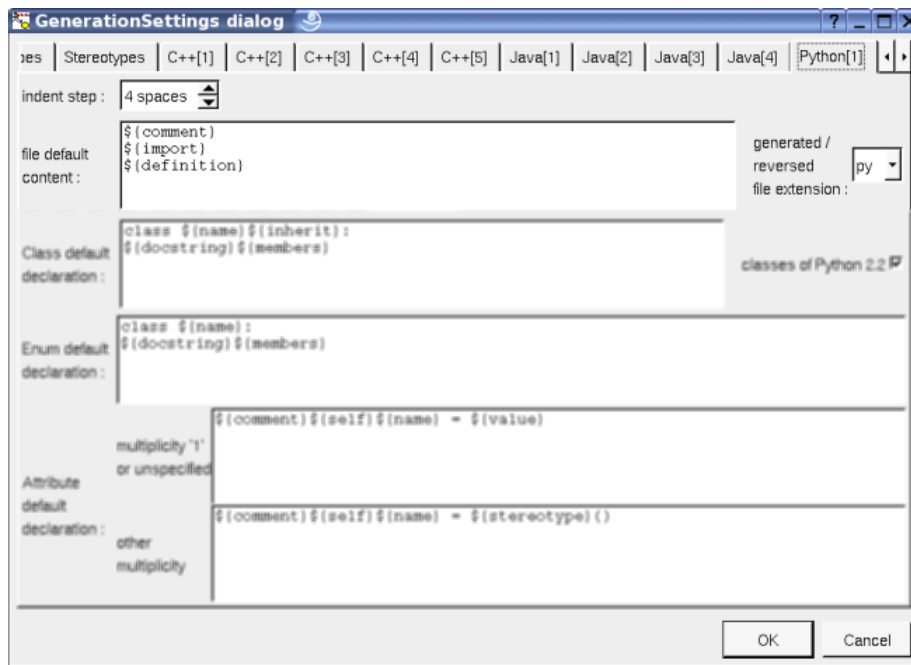 GenerationSettings dialog
pes Stereotypes C++[1] C++[2] C++[3] C++[4] C++[5] Java[1] Java[2] Java[3] Java[4] Python[1]
indent step : 4 spaces
file default
content :
${comment}
${import}
${definition}
generated /
reversed
file extension :
py
Class default
declaration :
class ${name}${inherit}:
${docstring}${members}
classes of Python 2.2
Enum default
declaration :
class ${name}:
${docstring}${members}
Attribute
default
declaration :
multiplicity '1'
or unspecified
${comment}${self}${name} = ${value}
other
multiplicity
${comment}${self}${name} = ${stereotype}()
OK Cancel